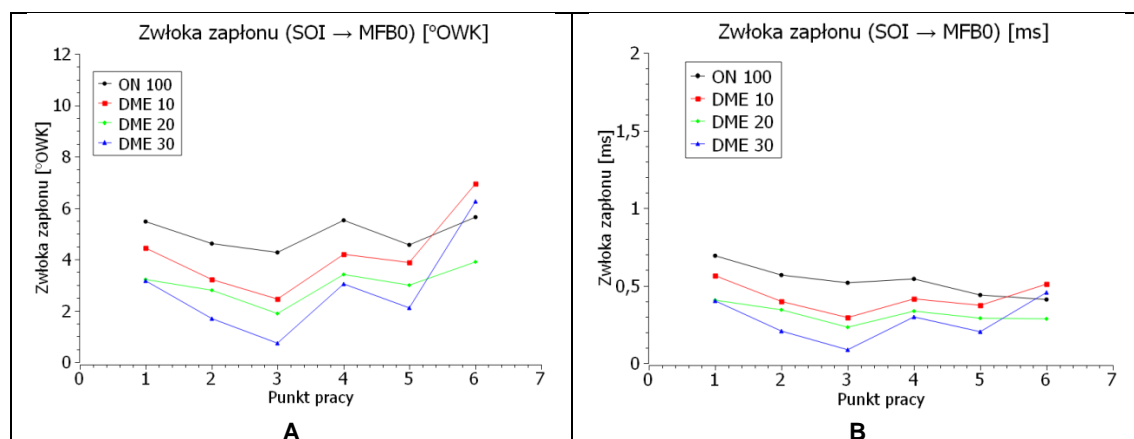 Zwłoka zapłonu (SOI → MFB0) [°OWK]
12
10
8
6
4
2
0
Zwłoka zapłonu [°OWK]
ON 100
DME 10
DME 20
DME 30
0 1 2 3 4 5 6 7
Punkt pracy
A
Zwłoka zapłonu (SOI → MFB0) [ms]
2
1,5
1
0,5
0
Zwłoka zapłonu [ms]
ON 100
DME 10
DME 20
DME 30
0 1 2 3 4 5 6 7
Punkt pracy
B